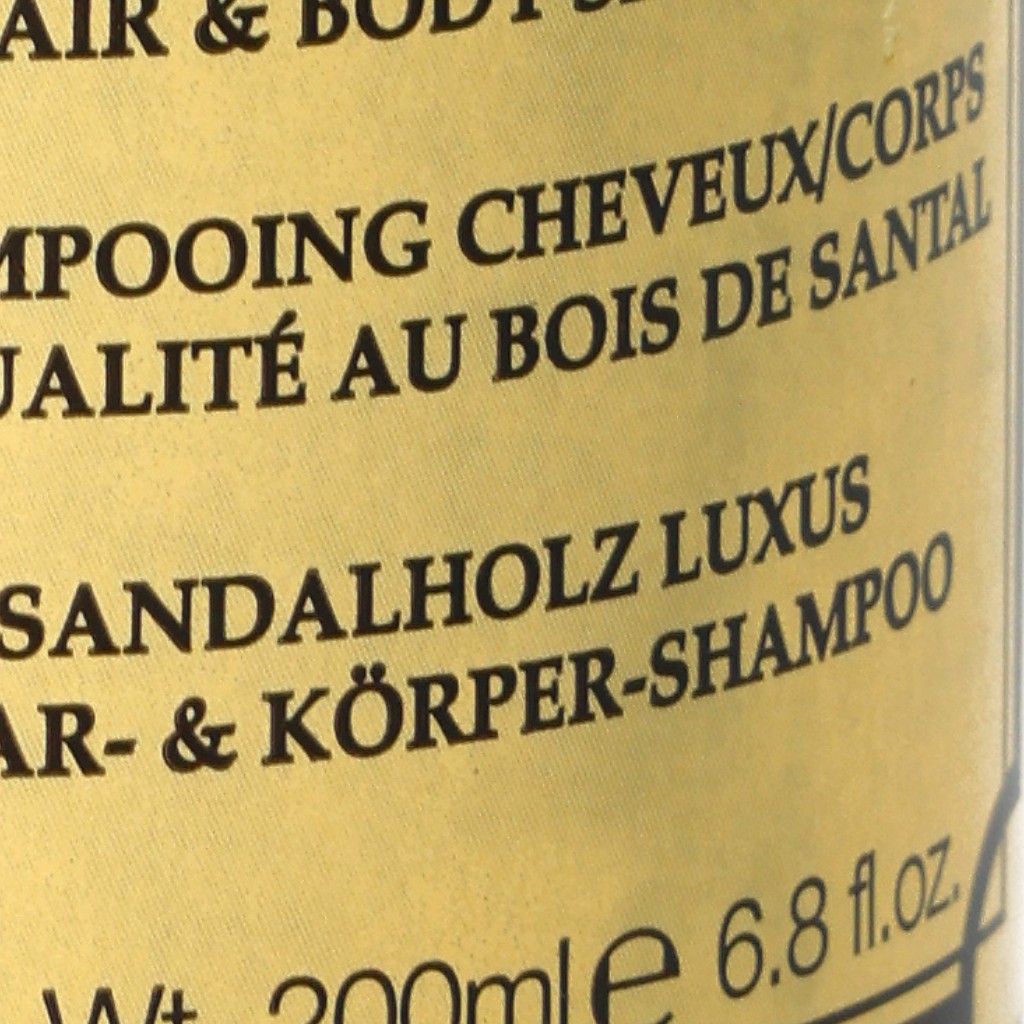 AIR & BODY
MPOOING CHEVEUX/CORPS
UALITÉ AU BOIS DE SANTAL
SANDALHOLZ LUXUS
AR- & KÖRPER-SHAMPOO
Wt. 200ml e 6.8 fl.oz.